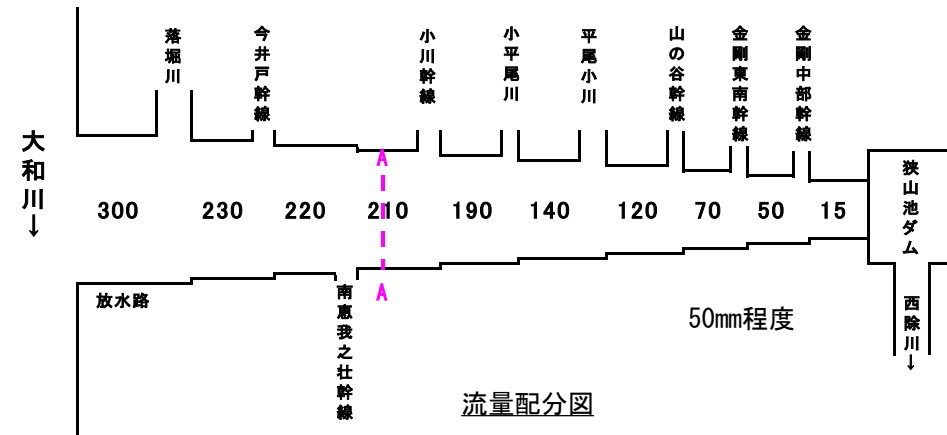 落堀川
今井戸幹線
小川幹線
小平尾川
平尾小川
山の谷幹線
金剛東南幹線
金剛中部幹線
大和川↓
狭山池ダム
300
230
220
210
190
140
120
70
50
15
放水路
南恵我之壮幹線
50mm程度
西除川↓
流量配分図